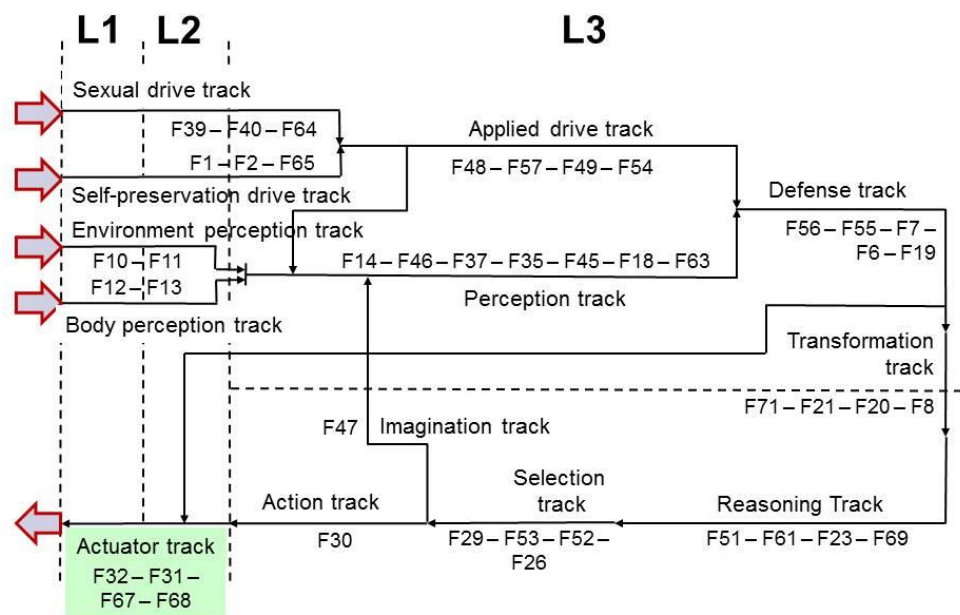 L1 L2 L3
Sexual drive track
F39 – F40 – F64
Applied drive track
F1 – F2 – F65
F48 – F57 – F49 – F54
Self-preservation drive track
Defense track
Environment perception track
F56 – F55 – F7 –
F6 – F19
F10 – F11
F14 – F46 – F37 – F35 – F45 – F18 – F63
F12 – F13
Perception track
Body perception track
Transformation
track
F71 – F21 – F20 – F8
F47
Imagination track
Selection
track
Action track
Reasoning Track
F30
F29 – F53 – F52 –
F26
F51 – F61 – F23 – F69
Actuator track
F32 – F31 –
F67 – F68